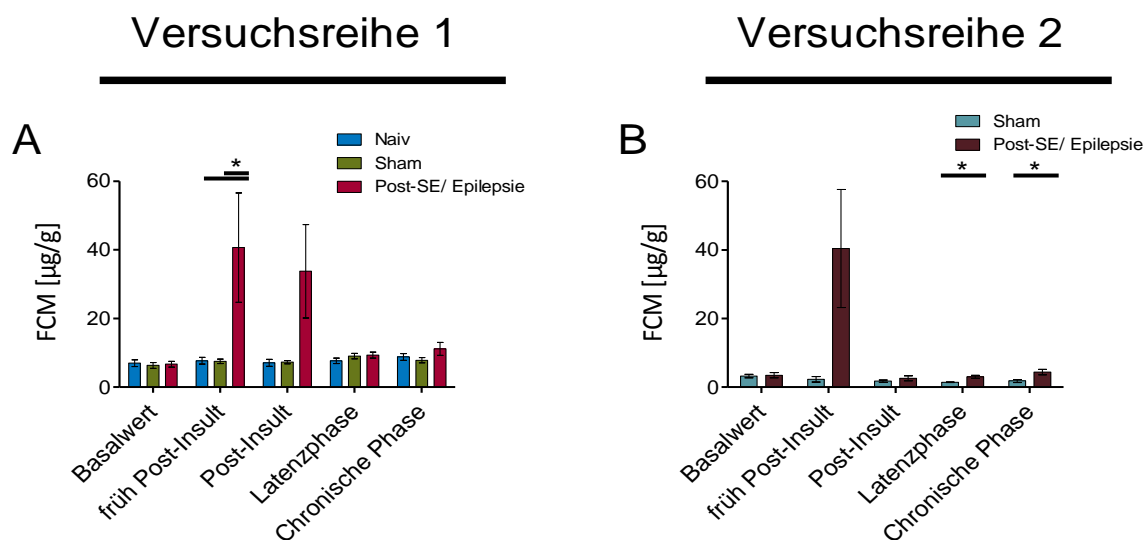 Versuchsreihe 1
A
Naiv
Sham
Post-SE/ Epilepsie
*
FCM [µg/g]
60
40
20
0
Basalwert
früh Post-Insult
Post-Insult
Latenzphase
Chronische Phase
Versuchsreihe 2
B
Sham
Post-SE/ Epilepsie
* *
FCM [µg/g]
60
40
20
0
Basalwert
früh Post-Insult
Post-Insult
Latenzphase
Chronische Phase